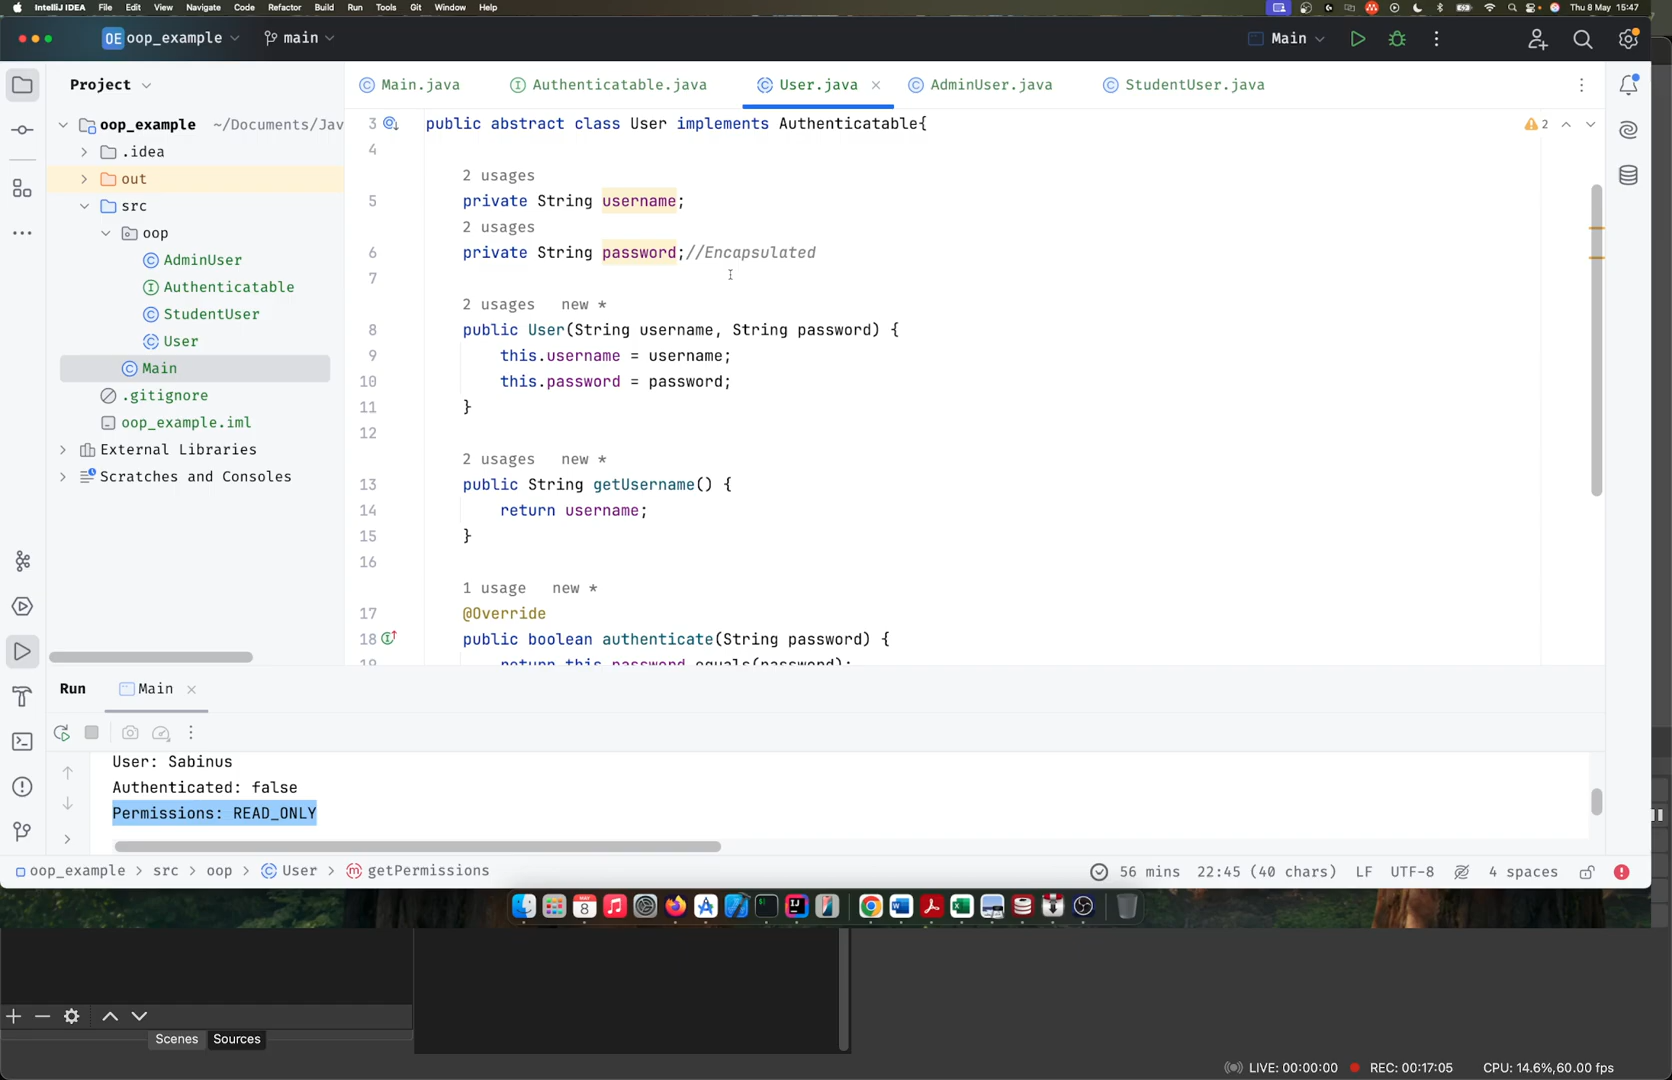 IntelliJ IDEA File Edit View Navigate Code Refactor Build Run Tools Git Window Help Thu 8 May 15:47
OE oop_example main Main
Project
Main.java Authenticatable.java User.java AdminUser.java StudentUser.java
oop_example ~/Documents/Jav
.idea
out
src
oop
AdminUser
Authenticatable
StudentUser
User
Main
.gitignore
oop_example.iml
External Libraries
Scratches and Consoles
3 public abstract class User implements Authenticatable{ 2
4
2 usages
5 private String username;
2 usages
6 private String password;//Encapsulated
7
2 usages new *
8 public User(String username, String password) {
9 this.username = username;
10 this.password = password;
11 }
12
2 usages new *
13 public String getUsername() {
14 return username;
15 }
16
1 usage new *
17 @Override
18 public boolean authenticate(String password) {
19 return this.password.equals(password);
Run Main
User: Sabinus
Authenticated: false
Permissions: READ_ONLY
oop_example > src > oop > User > getPermissions 56 mins 22:45 (40 chars) LF UTF-8 4 spaces
Scenes Sources
LIVE: 00:00:00 REC: 00:17:05 CPU: 14.6%,60.00 fps